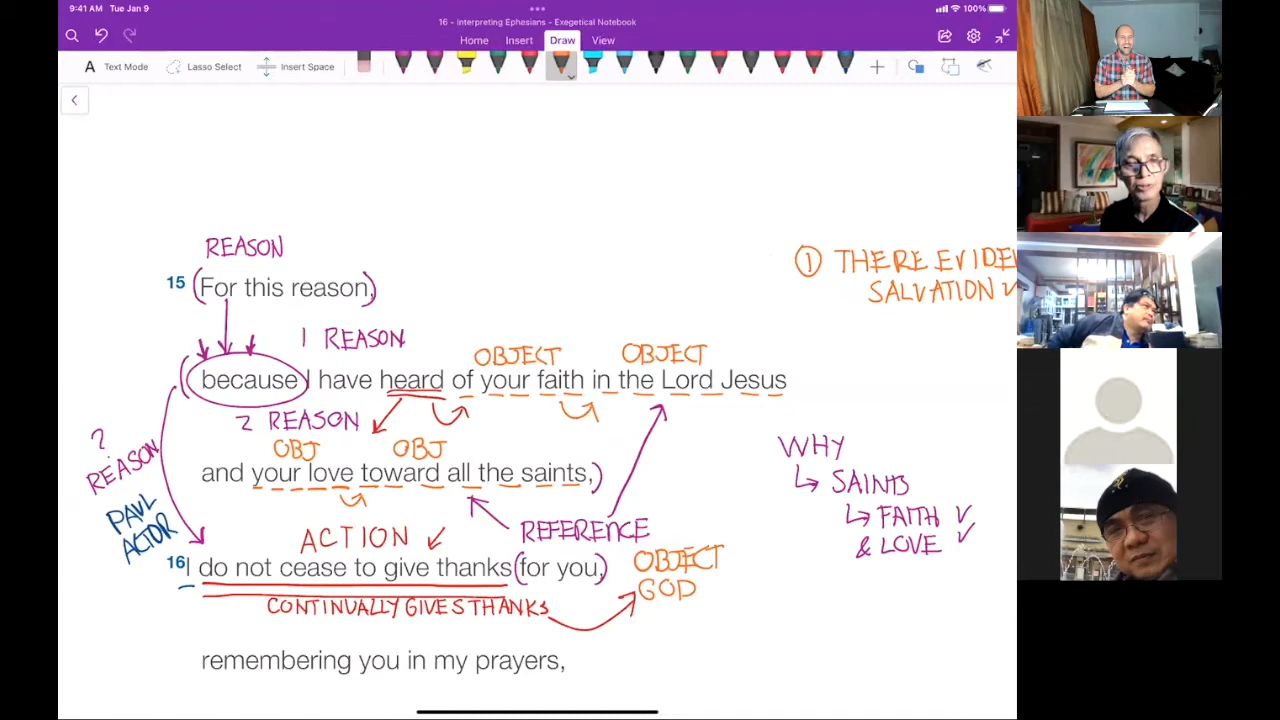 9:41 AM Tue Jan 9
100%
16 - Interpreting Ephesians - Exegetical Notebook
Home Insert Draw View
A Text Mode Lasso Select Insert Space
REASON
1 THERE EVIDE
15 (For this reason,)
SALVATION
1 REASON
OBJECT OBJECT
(because I have heard of your faith in the Lord Jesus
2 REASON
OBJ OBJ
WHY
? REASON
and your love toward all the saints,)
SAINTS
PAUL
ACTOR
FAITH
ACTION
REFERENCE
& LOVE
16 I do not cease to give thanks (for you,)
OBJECT
GOD
CONTINUALLY GIVES THANKS
remembering you in my prayers,